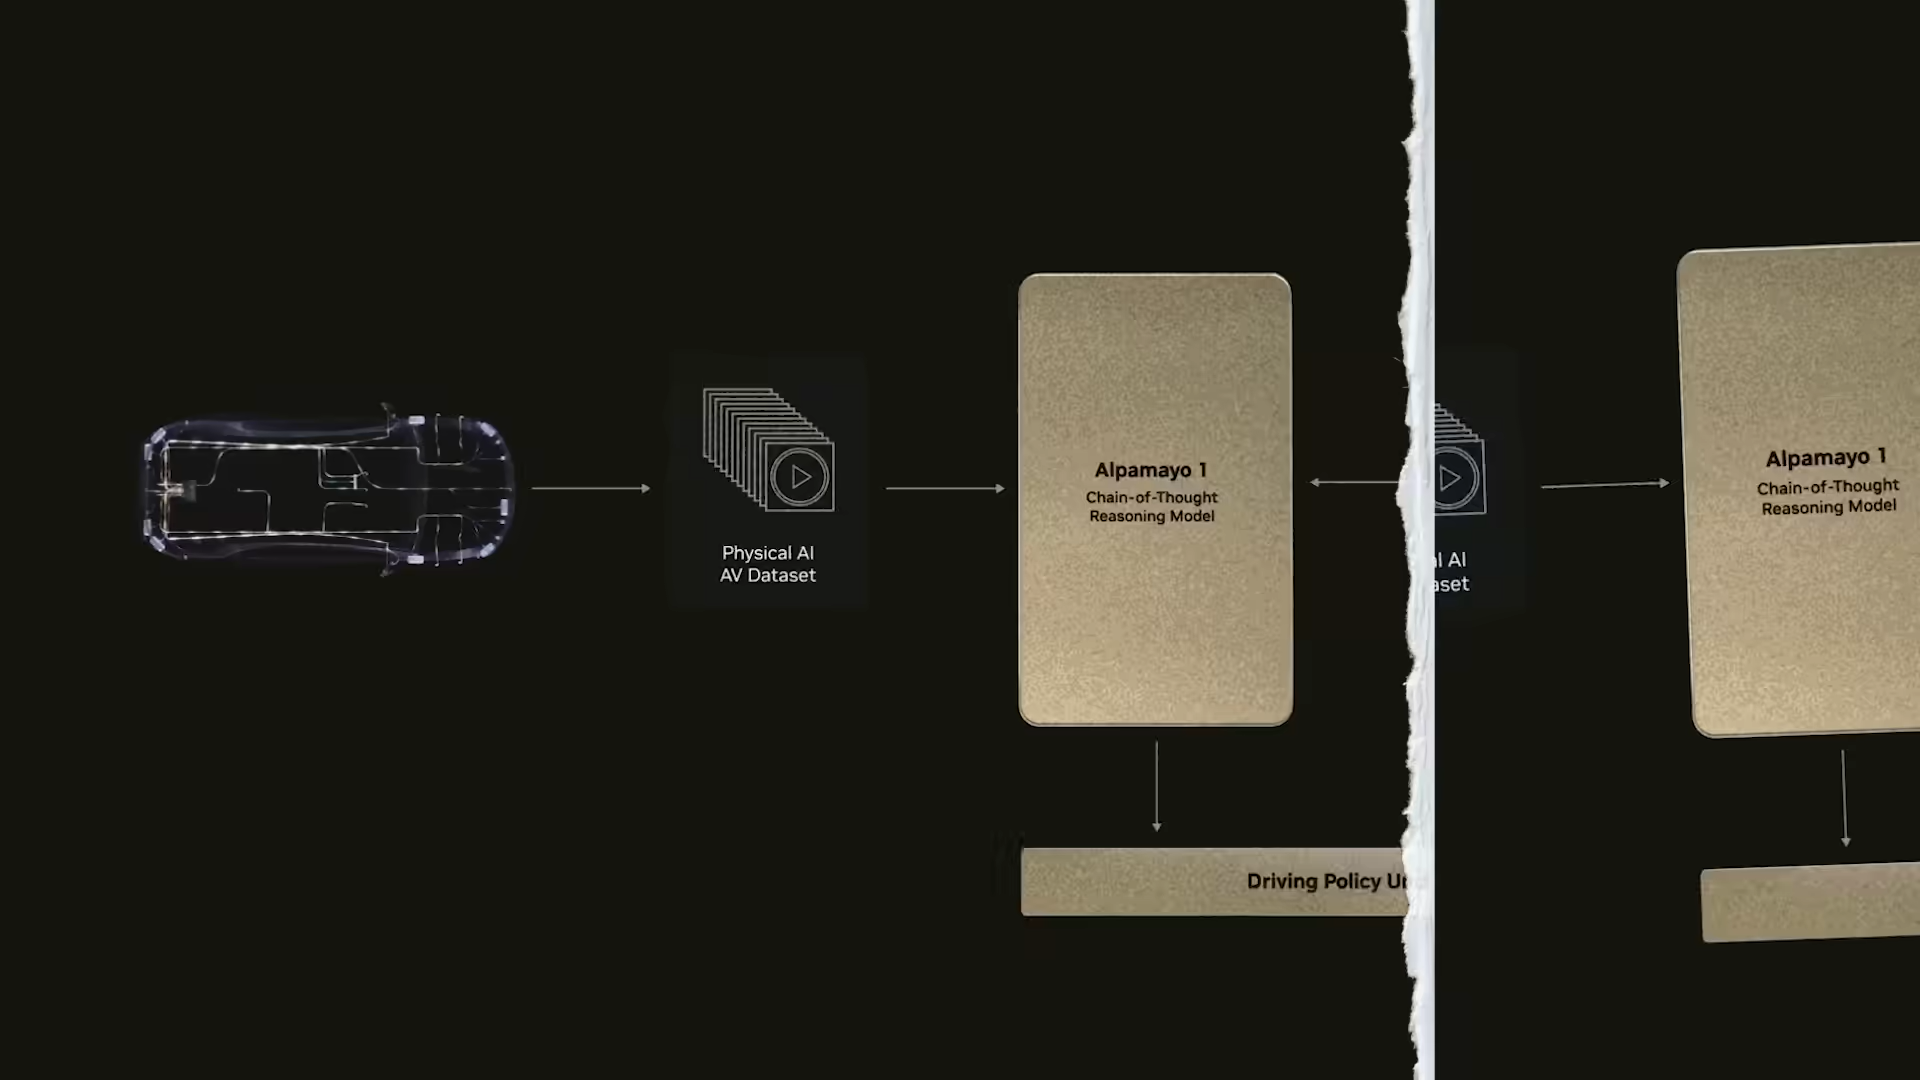 Physical AI
AV Dataset
Alpamayo 1
Chain-of-Thought
Reasoning Model
Driving Policy
AI
Alpamayo 1
Chain-of-Thought
Reasoning Model